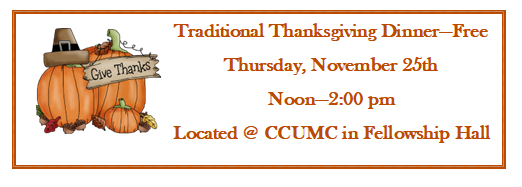 Traditional Thanksgiving Dinner—Free
Give Thanks
Thursday, November 25th
Noon—2:00 pm
Located @ CCUMC in Fellowship Hall